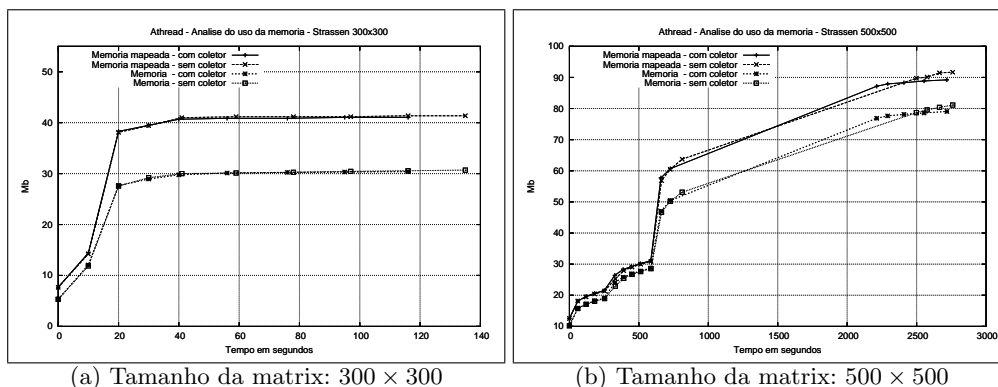 Athread - Analise do uso da memoria - Strassen 300x300
Memoria mapeada - com coletor
Memoria mapeada - sem coletor
Memoria - com coletor
Memoria - sem coletor
50
40
30
20
10
0
Mb
0 20 40 60 80 100 120 140
Tempo em segundos
(a) Tamanho da matrix: 300 × 300
Athread - Analise do uso da memoria - Strassen 500x500
Memoria mapeada - com coletor
Memoria mapeada - sem coletor
Memoria - com coletor
Memoria - sem coletor
100
90
80
70
60
50
40
30
20
10
Mb
0 500 1000 1500 2000 2500 3000
Tempo em segundos
(b) Tamanho da matrix: 500 × 500